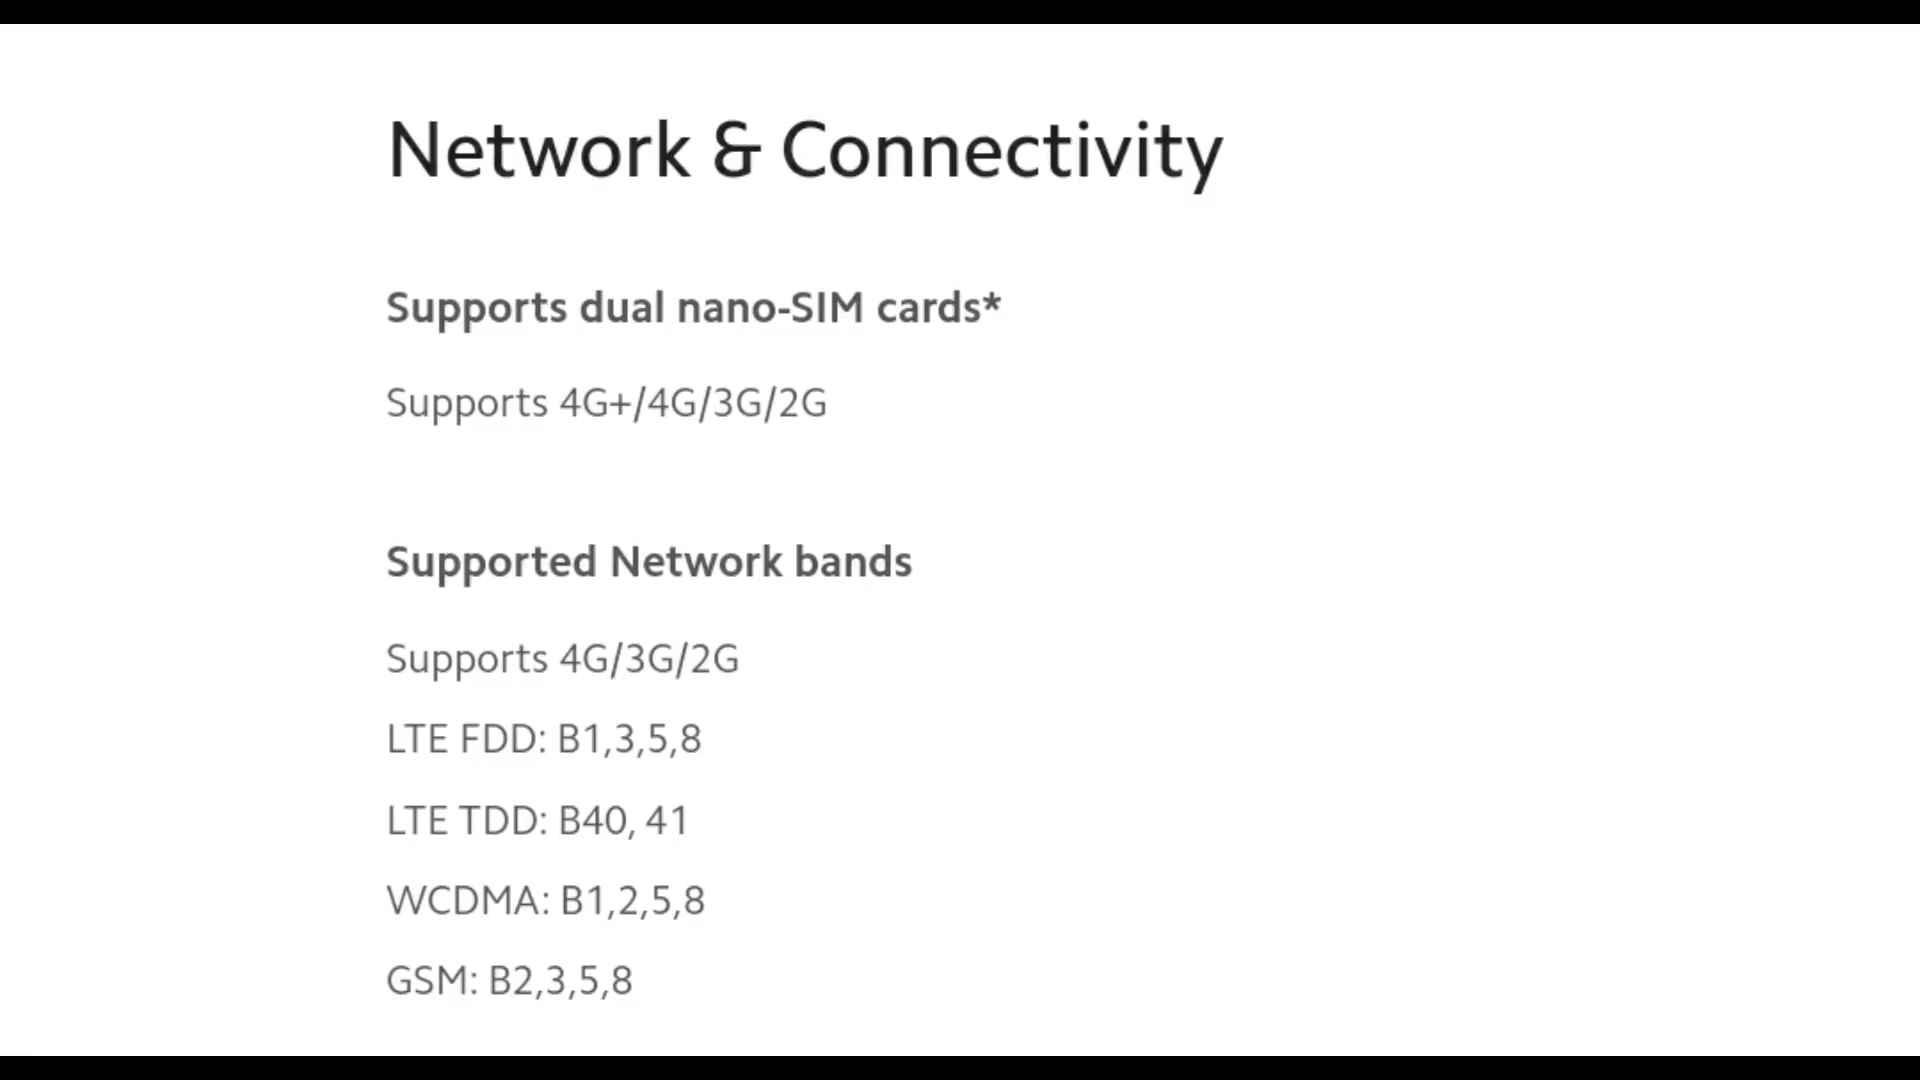 Network & Connectivity
Supports dual nano-SIM cards*
Supports 4G+/4G/3G/2G
Supported Network bands
Supports 4G/3G/2G
LTE FDD: B1,3,5,8
LTE TDD: B40, 41
WCDMA: B1,2,5,8
GSM: B2,3,5,8